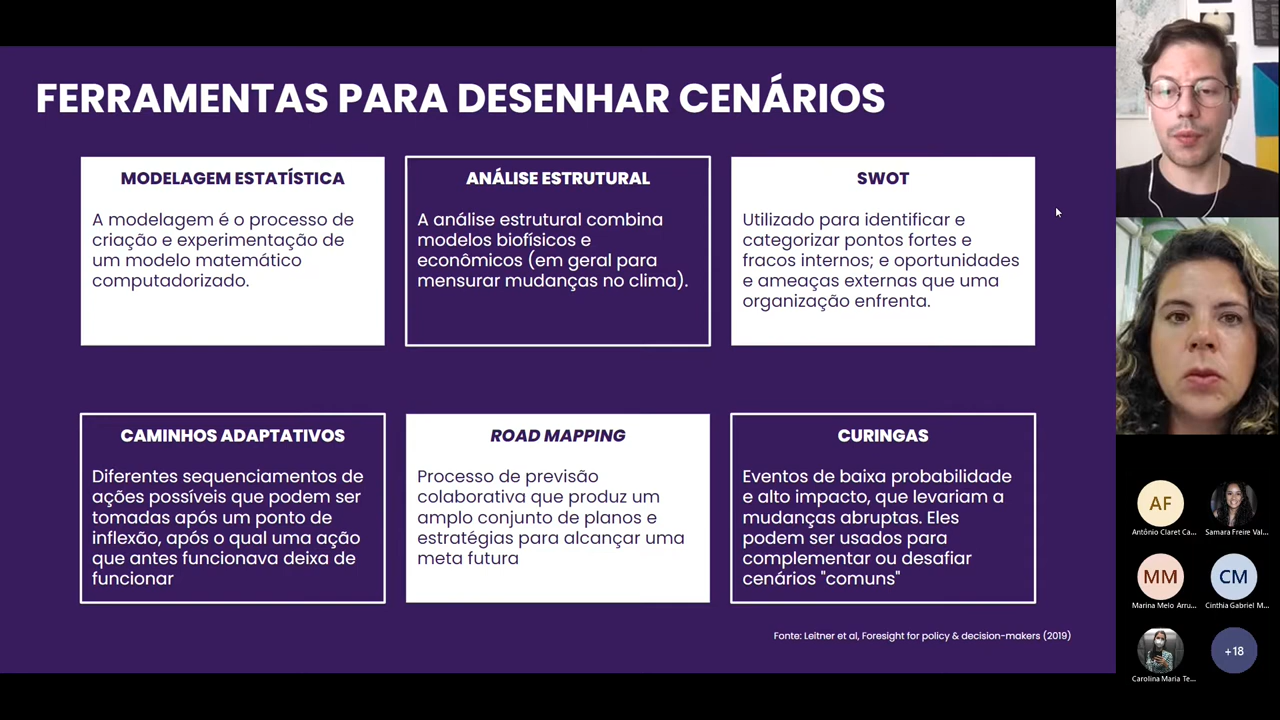 FERRAMENTAS PARA DESENHAR CENÁRIOS
MODELAGEM ESTATÍSTICA
A modelagem é o processo de
criação e experimentação de
um modelo matemático
computadorizado.
ANÁLISE ESTRUTURAL
A análise estrutural combina
modelos biofísicos e
econômicos (em geral para
mensurar mudanças no clima).
SWOT
Utilizado para identificar e
categorizar pontos fortes e
fracos internos; e oportunidades
e ameaças externas que uma
organização enfrenta.
CAMINHOS ADAPTATIVOS
Diferentes sequenciamentos de
ações possíveis que podem ser
tomadas após um ponto de
inflexão, após o qual uma ação
que antes funcionava deixa de
funcionar
ROAD MAPPING
Processo de previsão
colaborativa que produz um
amplo conjunto de planos e
estratégias para alcançar uma
meta futura
CURINGAS
Eventos de baixa probabilidade
e alto impacto, que levariam a
mudanças abruptas. Eles
podem ser usados para
complementar ou desafiar
cenários "comuns"
Fonte: Leitner et al, Foresight for policy & decision-makers (2019)
AF
Antônio Claret Ca...
Samara Freire Val...
MM
Marina Melo Arru...
CM
Cinthia Gabriel M...
Carolina Maria Te...
+18